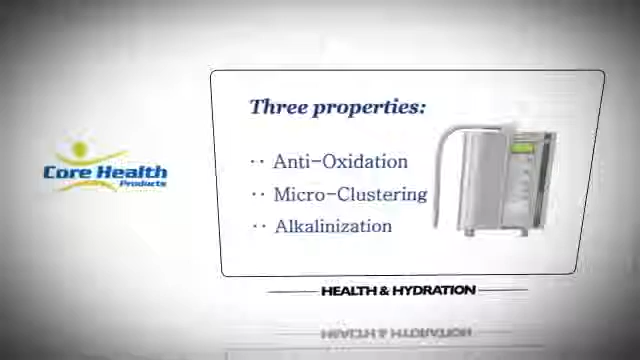 Three properties:
·· Anti-Oxidation
·· Micro-Clustering
·· Alkalinization
Core Health
Products
HEALTH & HYDRATION